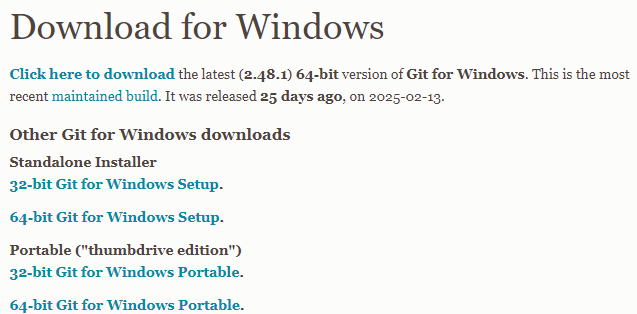 Download for Windows
Click here to download the latest (2.48.1) 64-bit version of Git for Windows. This is the most
recent maintained build. It was released 25 days ago, on 2025-02-13.
Other Git for Windows downloads
Standalone Installer
32-bit Git for Windows Setup.
64-bit Git for Windows Setup.
Portable ("thumbdrive edition")
32-bit Git for Windows Portable.
64-bit Git for Windows Portable.